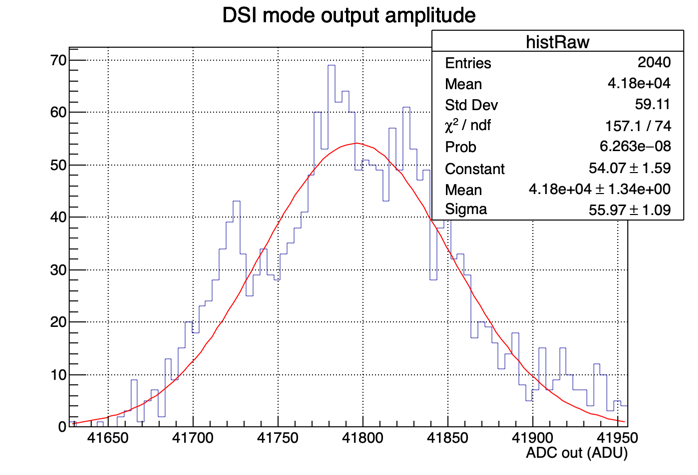 DSI mode output amplitude
histRaw
Entries 2040
Mean 4.18e+04
Std Dev 59.11
χ² / ndf 157.1 / 74
Prob 6.263e−08
Constant 54.07 ± 1.59
Mean 4.18e+04 ± 1.34e+00
Sigma 55.97 ± 1.09
70
60
50
40
30
20
10
0
41650 41700 41750 41800 41850 41900 41950
ADC out (ADU)